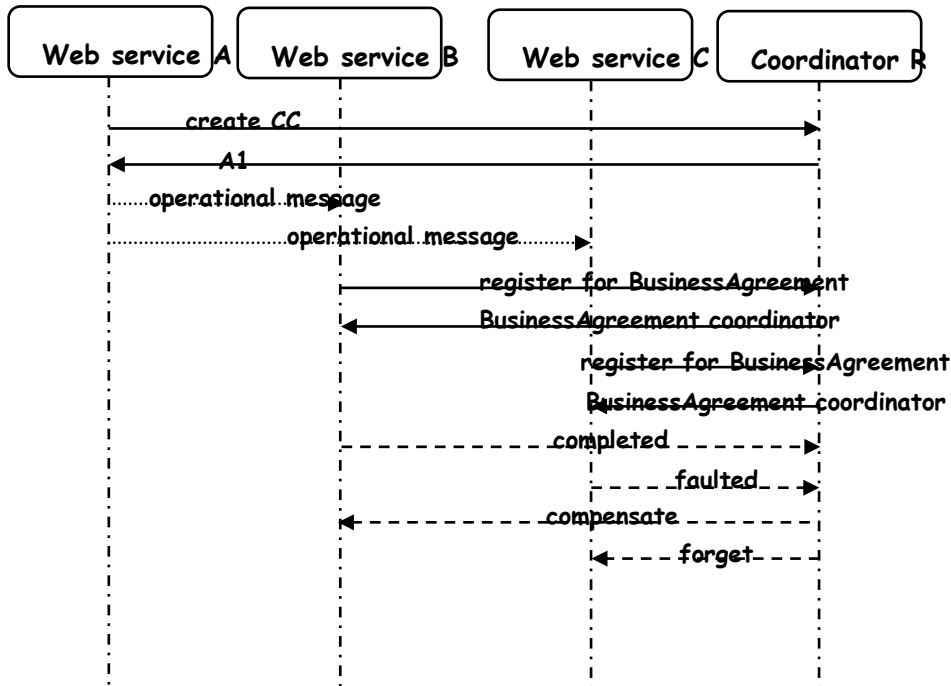 Web service A
Web service B
Web service C
Coordinator R
create CC
A1
operational message
operational message
register for BusinessAgreement
BusinessAgreement coordinator
register for BusinessAgreement
BusinessAgreement coordinator
completed
faulted
compensate
forget